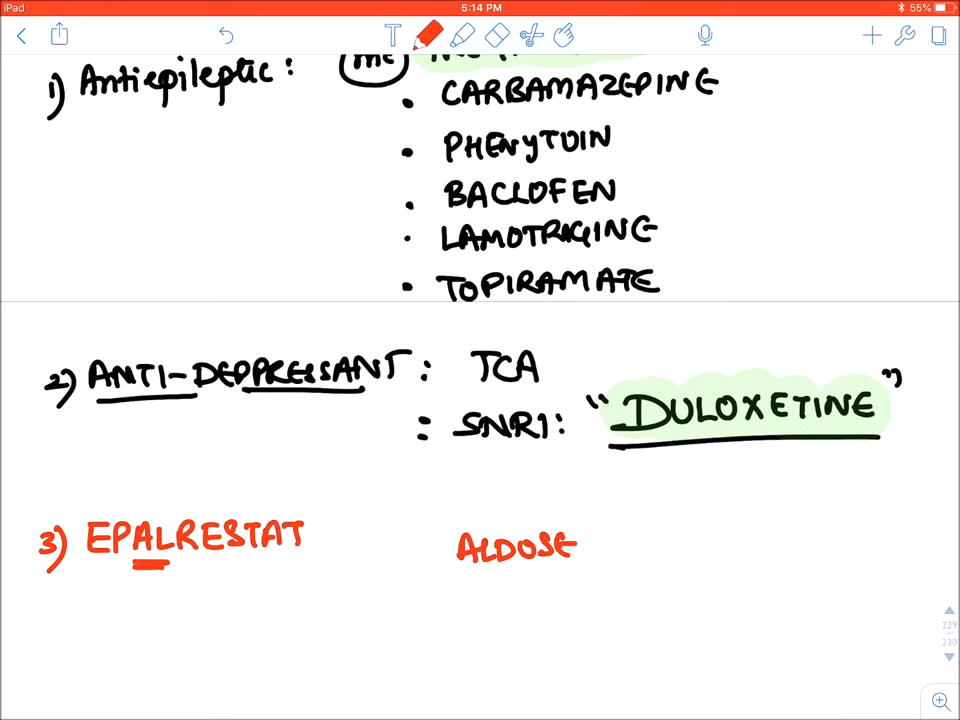 iPad 5:14 PM 55%
T
1) Antiepileptic :
• CARBAMAZEPINE
• PHENYTOIN
• BACLOFEN
• LAMOTRIGINE
• TOPIRAMATE
2) ANTI-DEPPRESSANT : TCA
= SNRI: "DULOXETINE"
3) EPALRESTAT ALDOSE
229
230